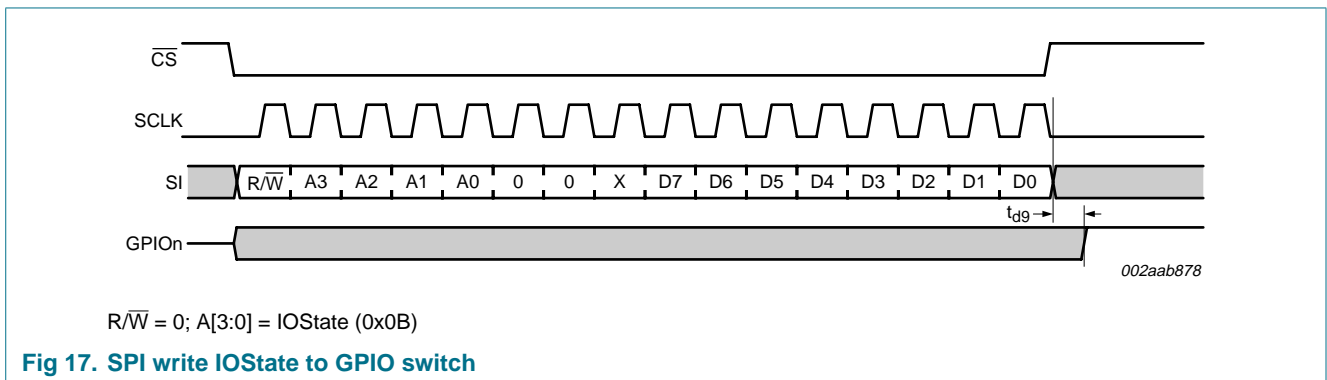 C̅S̅
SCLK
SI R/W̅ A3 A2 A1 A0 0 0 X D7 D6 D5 D4 D3 D2 D1 D0
td9
GPIOn
002aab878
R/W̅ = 0; A[3:0] = IOState (0x0B)
Fig 17. SPI write IOState to GPIO switch